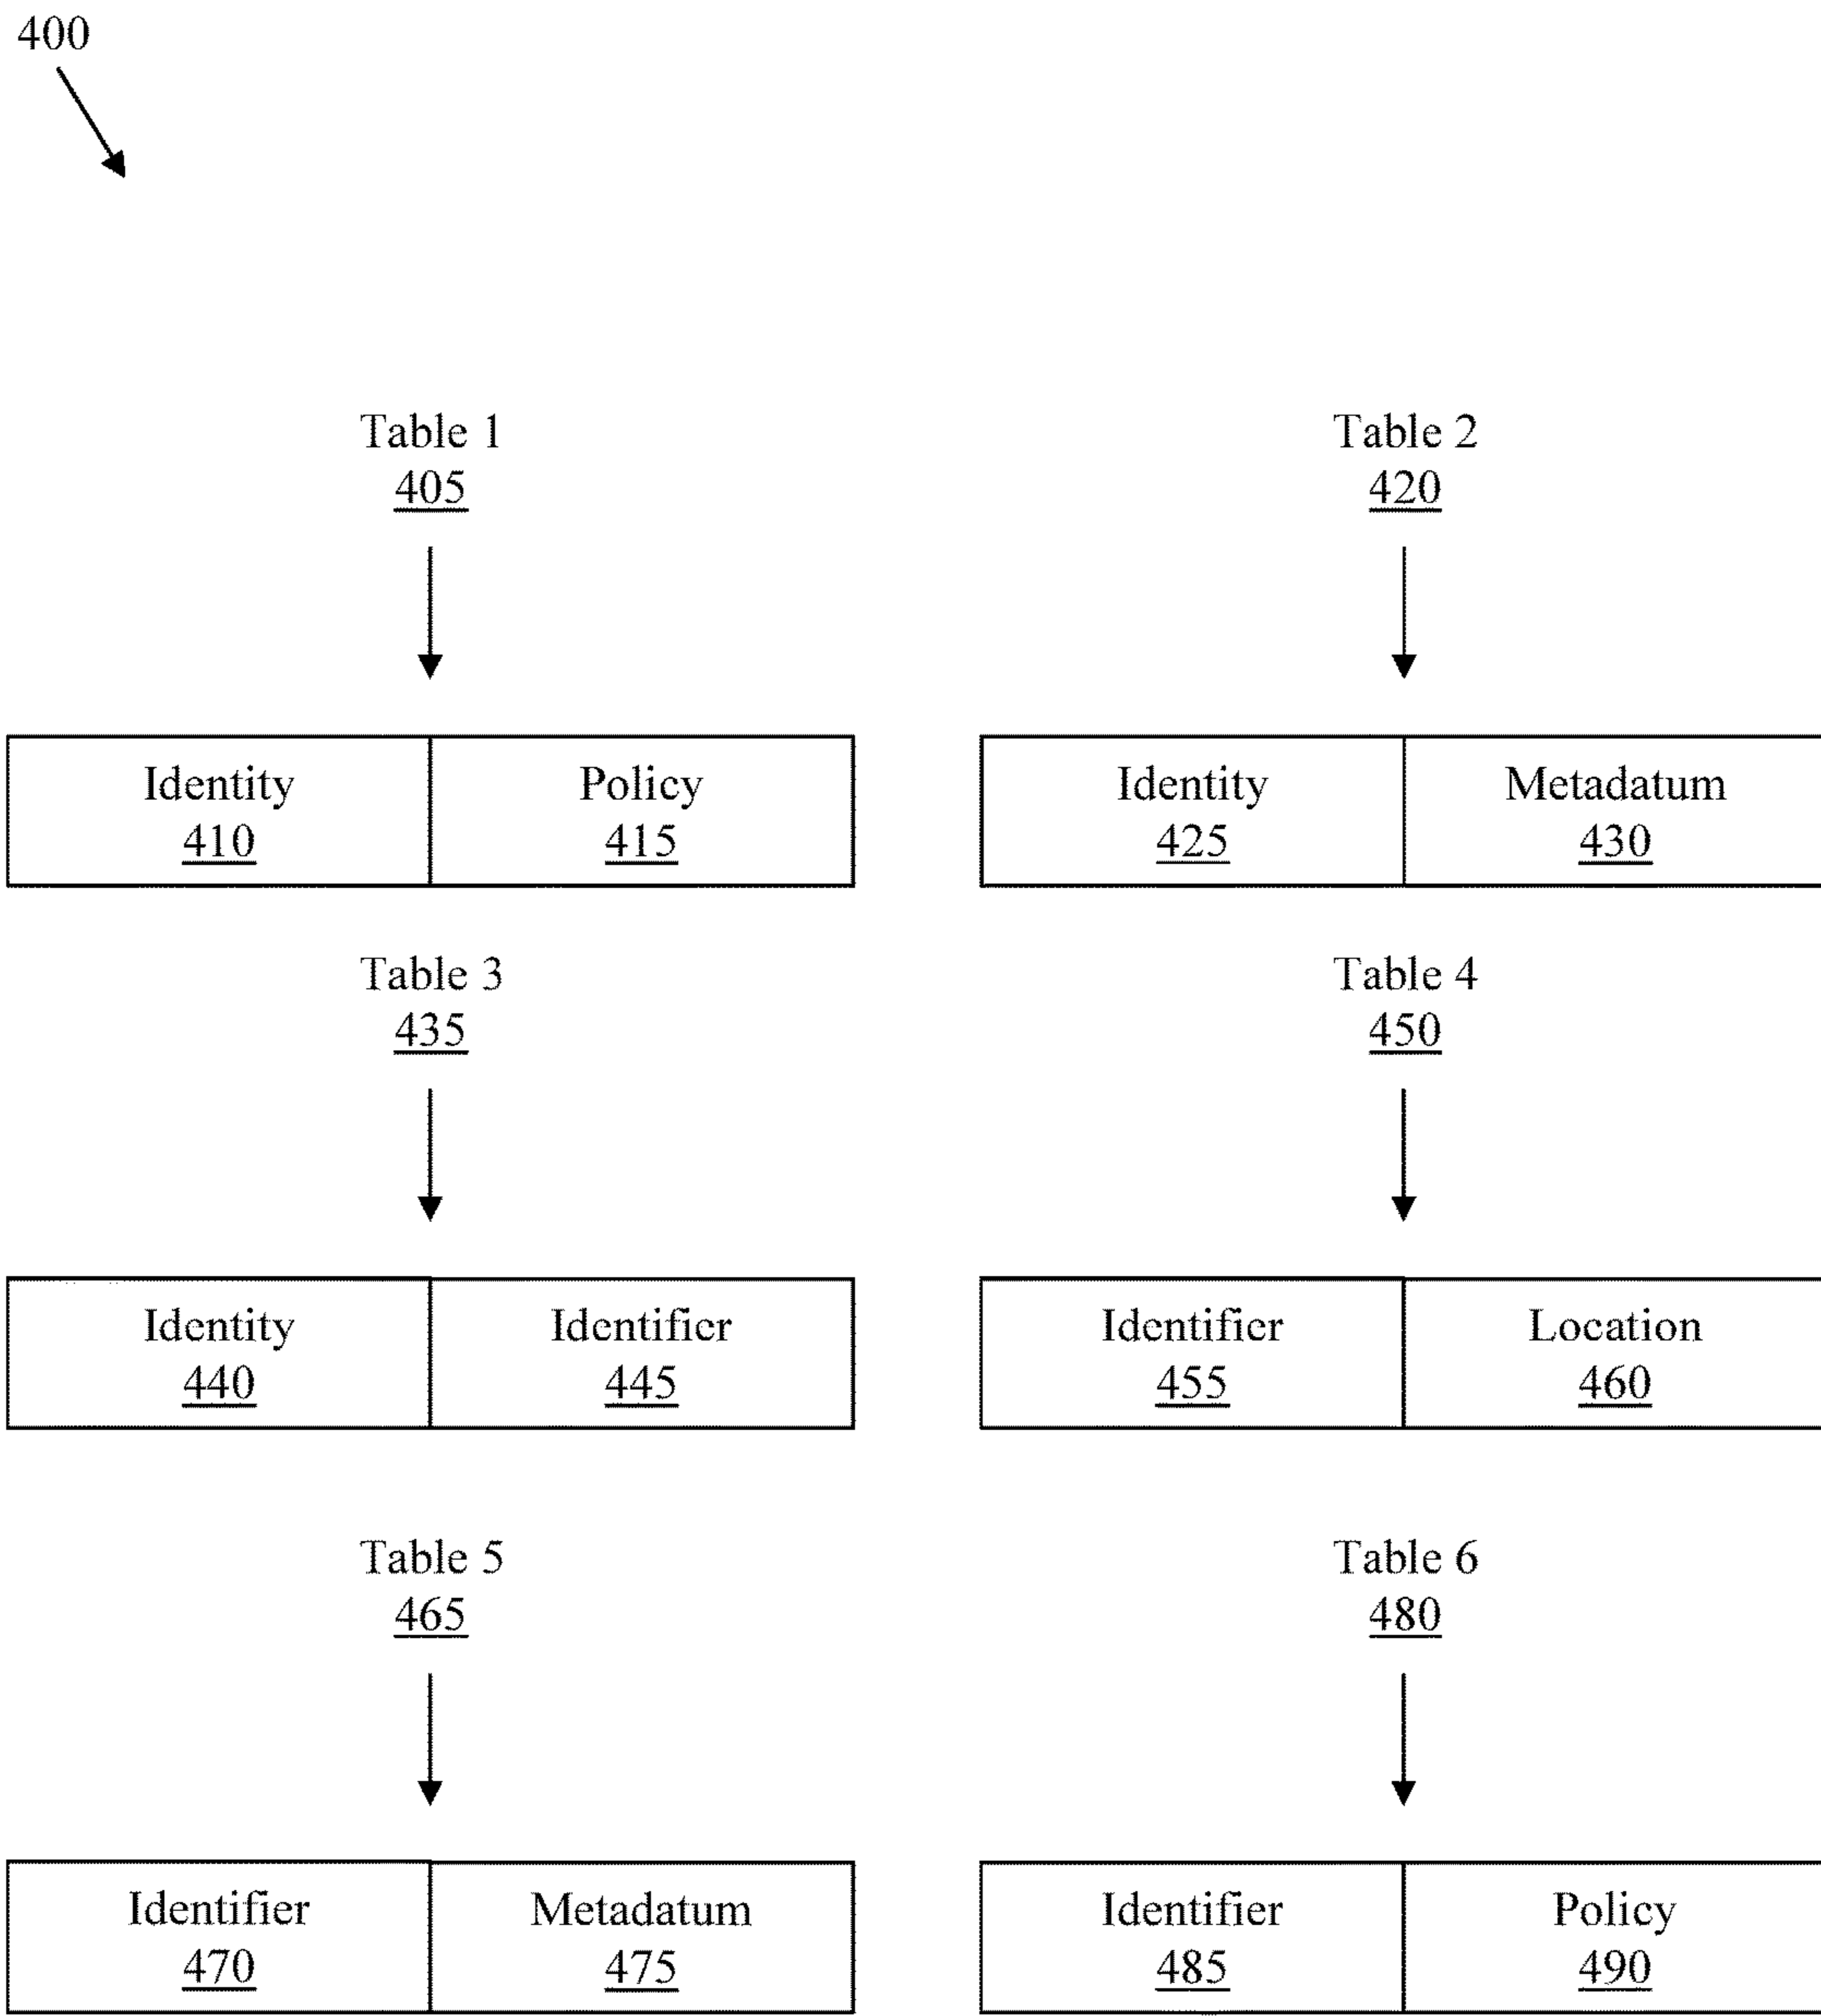 400
Table 1
405
Table 2
420
Identity
410
Policy
415
Identity
425
Metadatum
430
Table 3
435
Table 4
450
Identity
440
Identifier
445
Identifier
455
Location
460
Table 5
465
Table 6
480
Identifier
470
Metadatum
475
Identifier
485
Policy
490